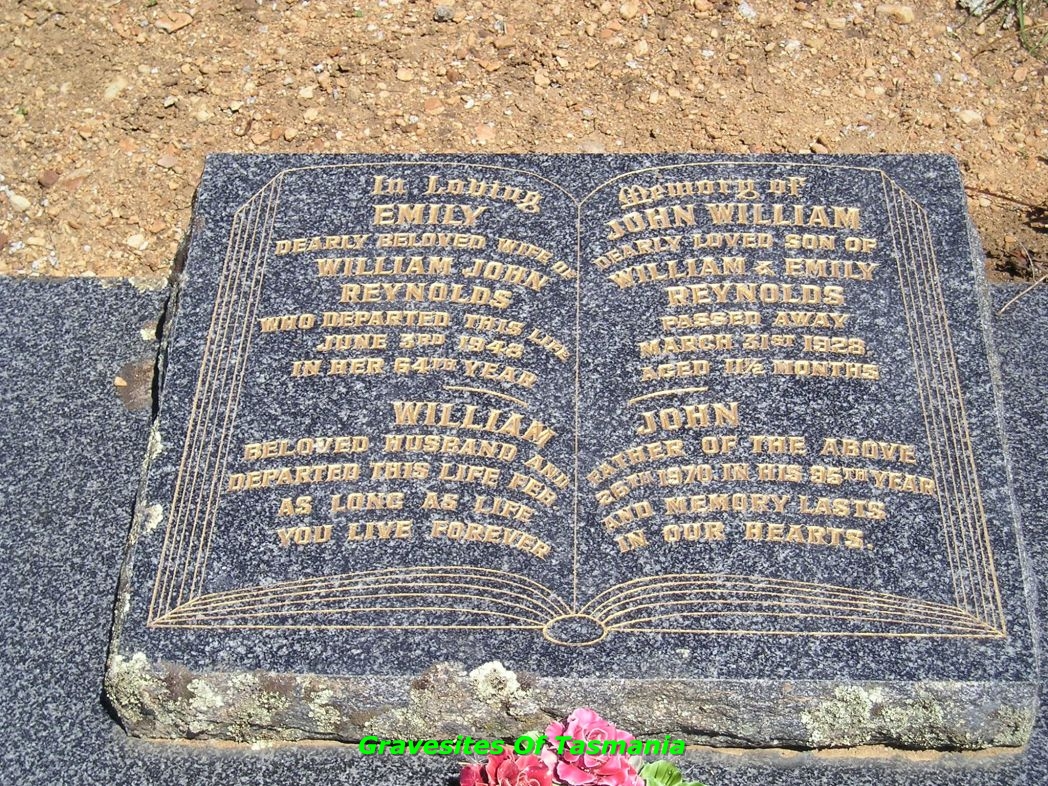 In Loving Memory of
EMILY
DEARLY BELOVED WIFE OF
WILLIAM JOHN
REYNOLDS
WHO DEPARTED THIS LIFE
JUNE 3RD 1948
IN HER 64TH YEAR
JOHN WILLIAM
DEARLY LOVED SON OF
WILLIAM & EMILY
REYNOLDS
PASSED AWAY
MARCH 31ST 1928.
AGED 11½ MONTHS
WILLIAM JOHN
BELOVED HUSBAND AND FATHER OF THE ABOVE
DEPARTED THIS LIFE FEB 26TH 1970 IN HIS 95TH YEAR
AS LONG AS LIFE AND MEMORY LASTS
YOU LIVE FOREVER IN OUR HEARTS.
Gravesites Of Tasmania